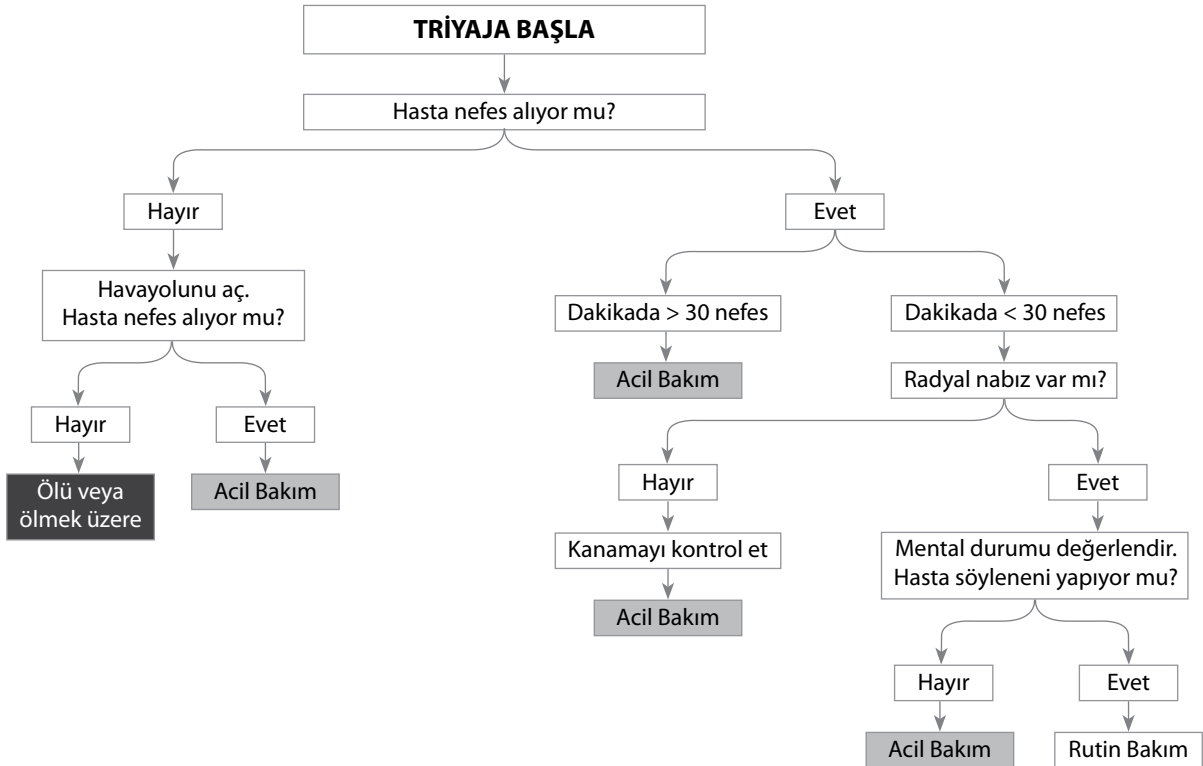 TRİYAJA BAŞLA
Hasta nefes alıyor mu?
Hayır
Evet
Havayolunu aç.
Hasta nefes alıyor mu?
Dakikada > 30 nefes
Dakikada < 30 nefes
Acil Bakım
Radyal nabız var mı?
Hayır
Evet
Hayır
Evet
Ölü veya
ölmek üzere
Acil Bakım
Kanamayı kontrol et
Mental durumu değerlendir.
Hasta söyleneni yapıyor mu?
Acil Bakım
Hayır
Evet
Acil Bakım
Rutin Bakım